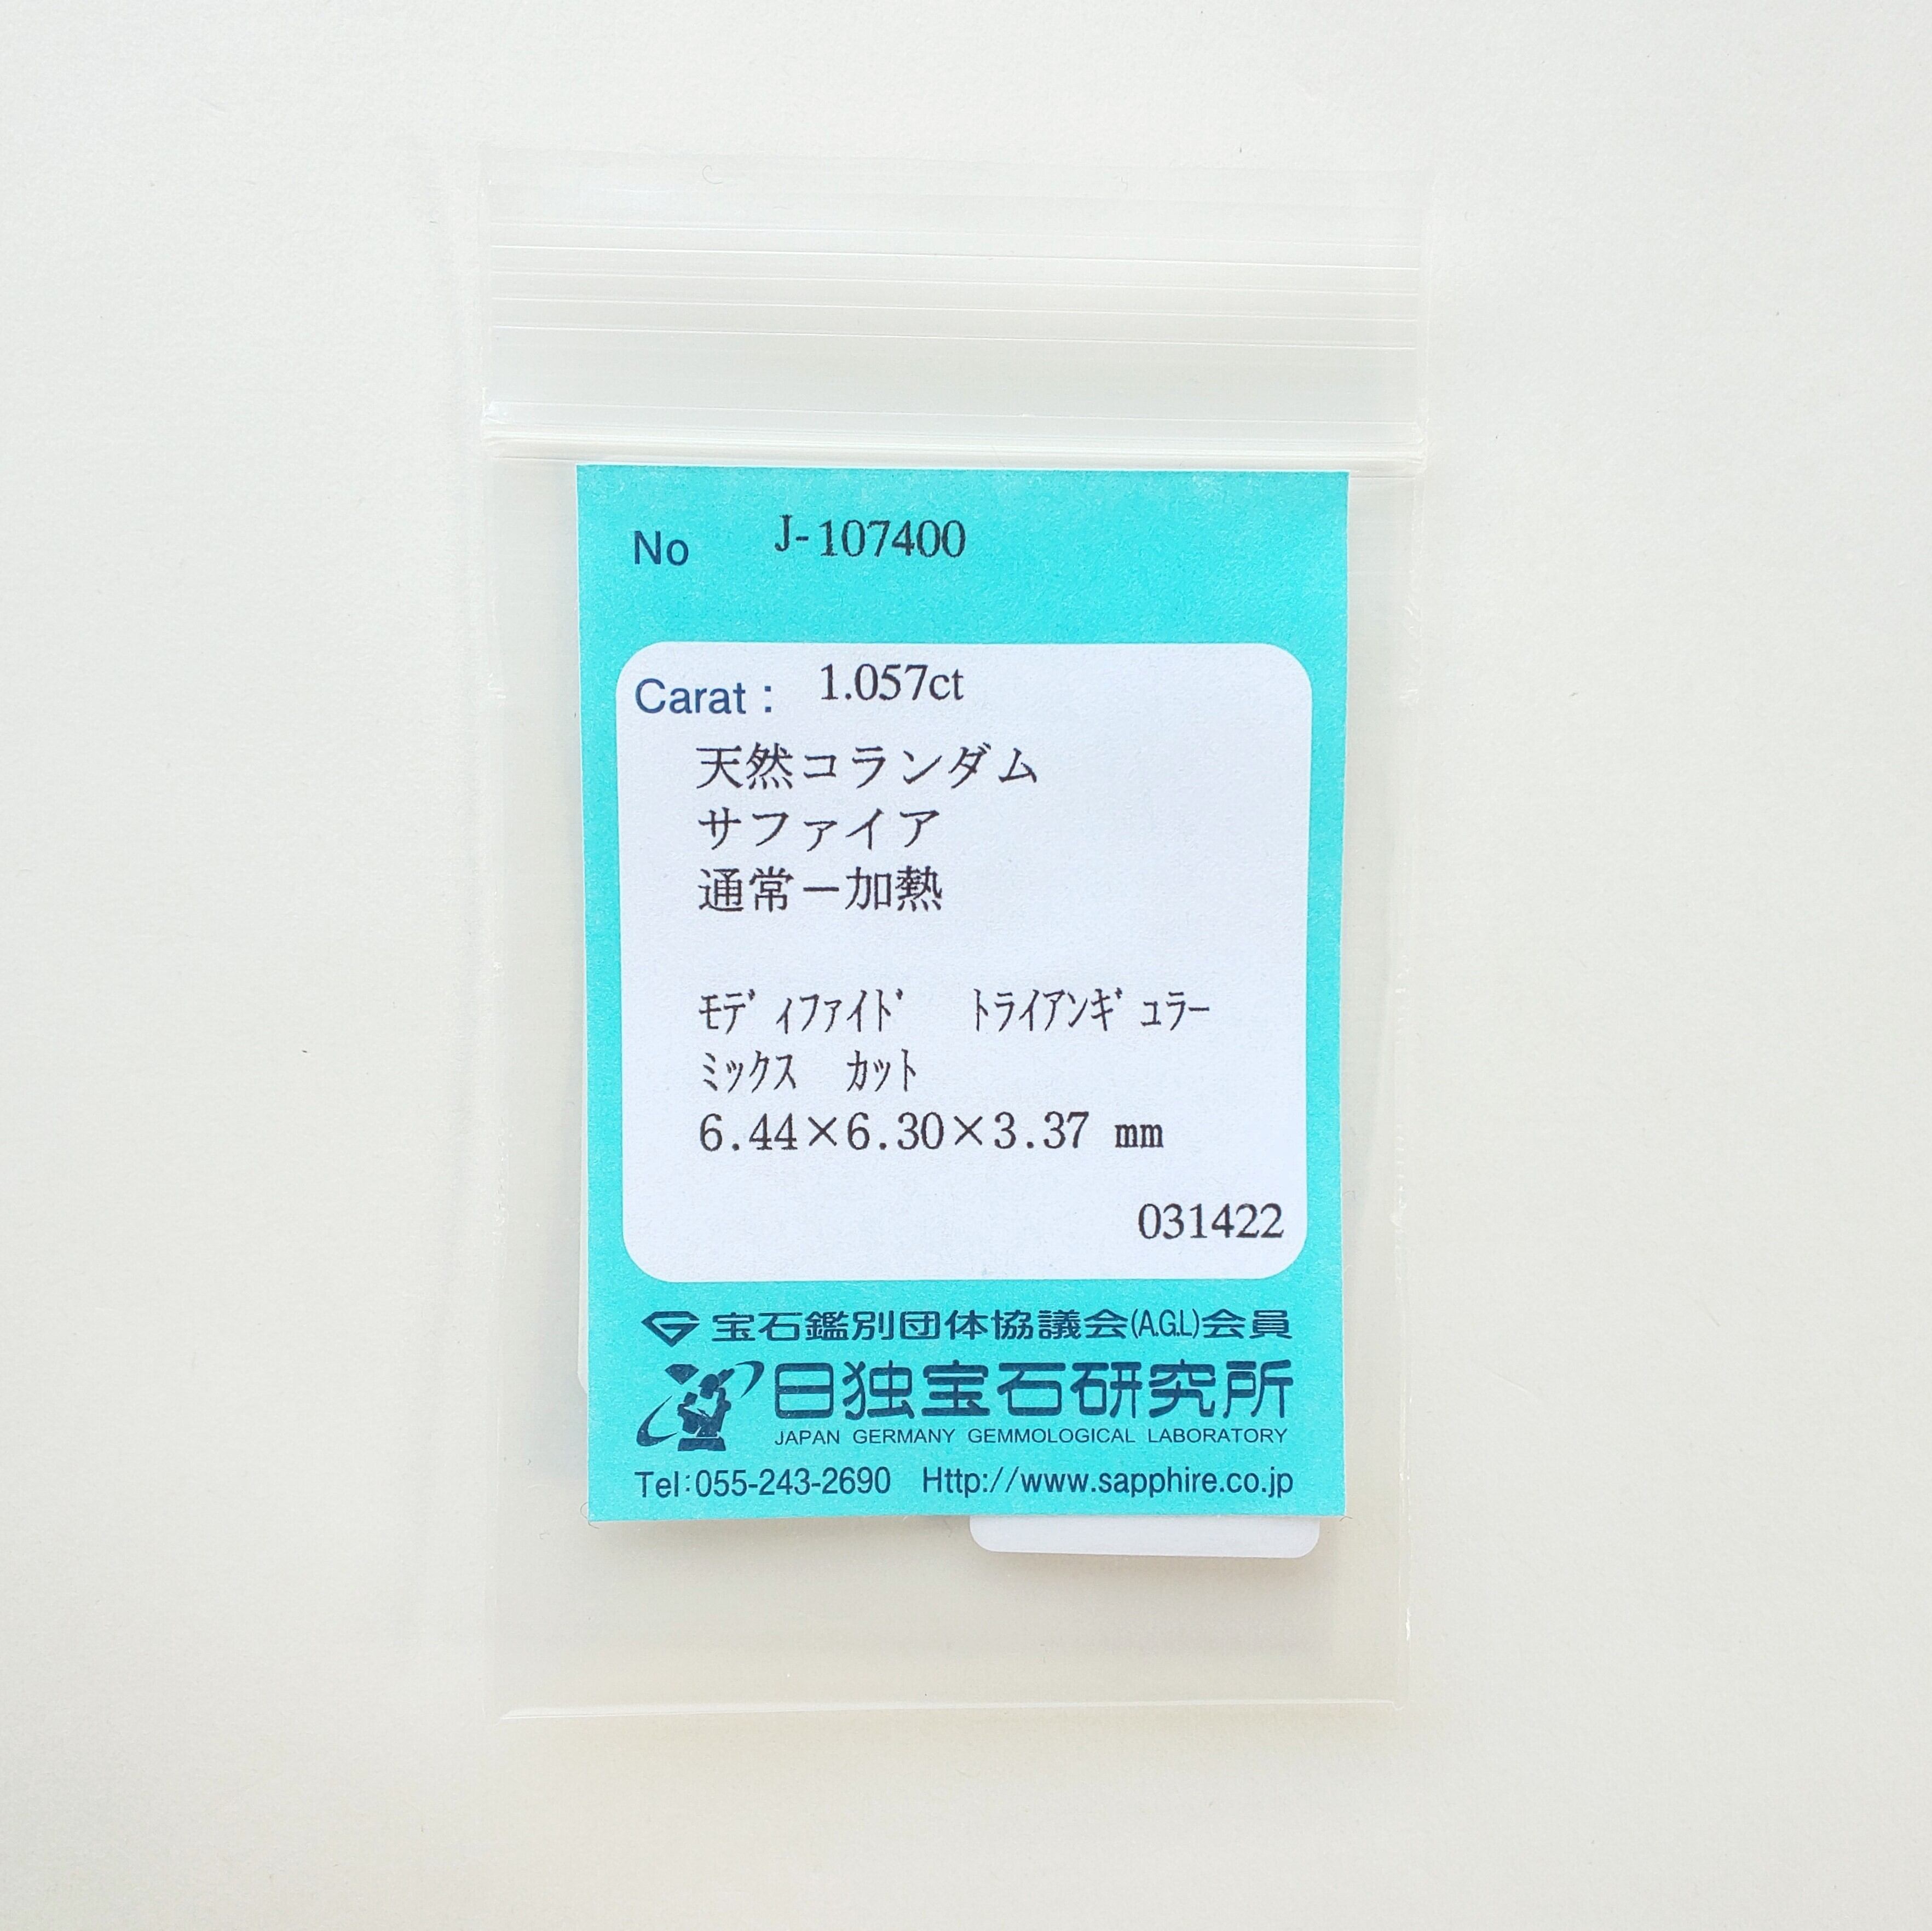 No J-107400
Carat : 1.057ct
天然コランダム
サファイア
通常－加熱
ﾓﾃﾞｨﾌｧｲﾄﾞ ﾄﾗｲｱﾝｷﾞｭﾗｰ
ﾐｯｸｽ ｶｯﾄ
6.44×6.30×3.37 mm
031422
宝石鑑別団体協議会(A.G.L)会員
日独宝石研究所
JAPAN GERMANY GEMMOLOGICAL LABORATORY
Tel:055-243-2690 Http://www.sapphire.co.jp